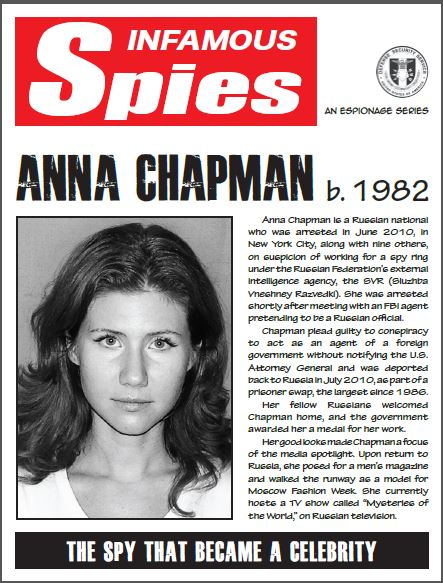 INFAMOUS
Spies
DEFENSE SECURITY SERVICE
UNITED STATES OF AMERICA
AN ESPIONAGE SERIES
ANNA CHAPMAN b. 1982
Anna Chapman is a Russian national
who was arrested in June 2010, in
New York City, along with nine others,
on suspicion of working for a spy ring
under the Russian Federation's external
intelligence agency, the SVR (Sluzhba
Vneshney Razvedki). She was arrested
shortly after meeting with an FBI agent
pretending to be a Russian official.
Chapman plead guilty to conspiracy
to act as an agent of a foreign
government without notifying the U.S.
Attorney General and was deported
back to Russia in July 2010, as part of a
prisoner swap, the largest since 1986.
Her fellow Russians welcomed
Chapman home, and the government
awarded her a medal for her work.
Her good looks made Chapman a focus
of the media spotlight. Upon return to
Russia, she posed for a men's magazine
and walked the runway as a model for
Moscow Fashion Week. She currently
hosts a TV show called "Mysteries of
the World," on Russian television.
THE SPY THAT BECAME A CELEBRITY